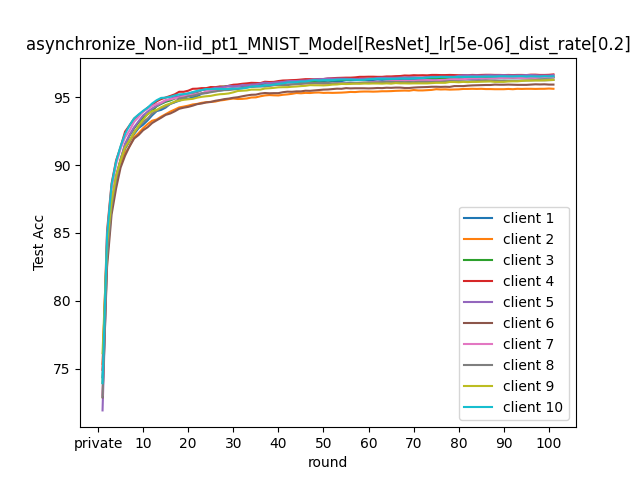 asynchronize_Non-iid_pt1_MNIST_Model[ResNet]_lr[5e-06]_dist_rate[0.2]
Test Acc
95
90
85
80
75
client 1
client 2
client 3
client 4
client 5
client 6
client 7
client 8
client 9
client 10
private 10 20 30 40 50 60 70 80 90 100
round